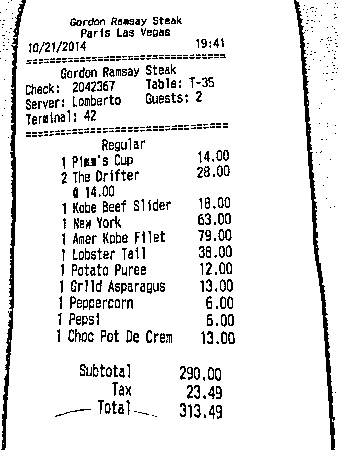 Gordon Ramsay Steak
Paris Las Vegas
10/21/2014 19:41
Gordon Ramsay Steak
Check: 2042367 Table: T-35
Server: Lomberto Guests: 2
Terminal: 42
Regular
1 Pimm's Cup 14.00
2 The Drifter 28.00
@ 14.00
1 Kobe Beef Slider 18.00
1 New York 63.00
1 Amer Kobe Filet 79.00
1 Lobster Tail 38.00
1 Potato Puree 12.00
1 Grlld Asparagus 13.00
1 Peppercorn 6.00
1 Pepsi 6.00
1 Choc Pot De Crem 13.00
Subtotal 290.00
Tax 23.49
Total 313.49